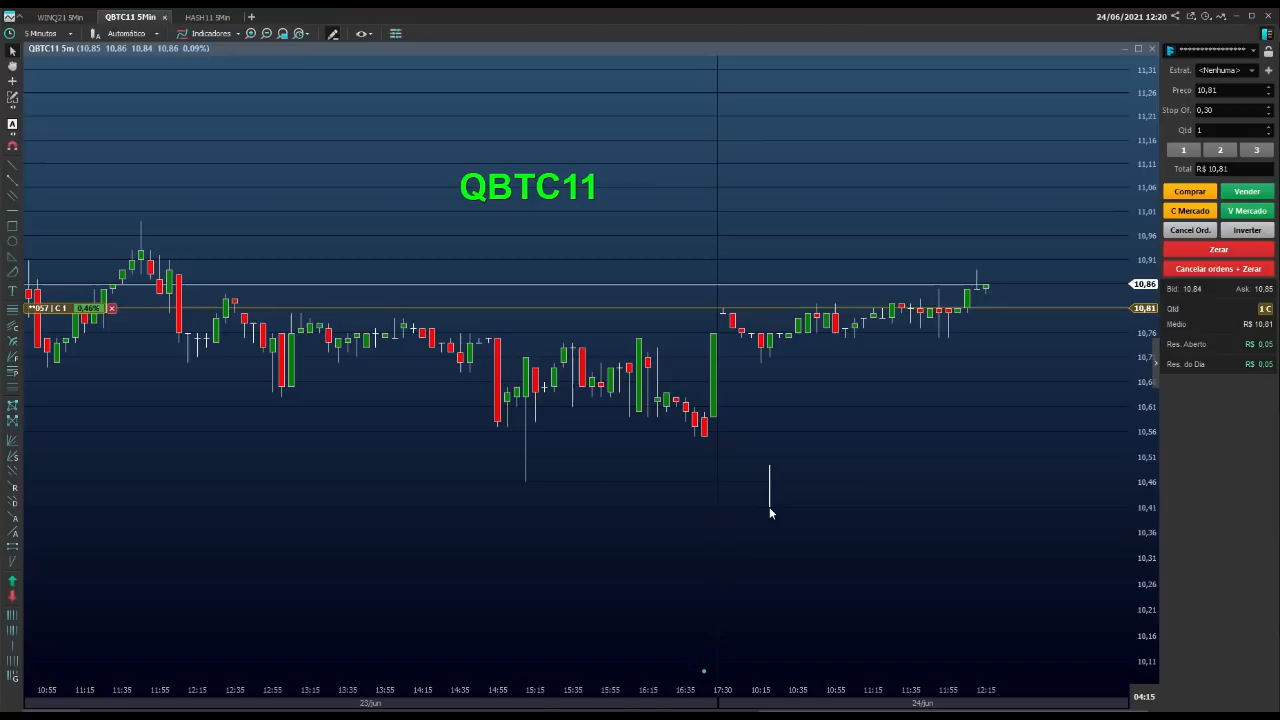 WINQ21 5Min
QBTC11 5Min
HASH11 5Min
24/06/2021 12:20
5 Minutos
Automático
Indicadores
QBTC11 5m (10,85 10,86 10,84 10,86 0.09%)
QBTC11
**057 | C 1 0,46%
11,31
11,26
11,21
11,16
11,11
11,06
11,01
10,96
10,91
10,86
10,81
10,76
10,61
10,56
10,51
10,46
10,41
10,36
10,31
10,26
10,21
10,16
10,11
10:55 11:15 11:35 11:55 12:15 12:35 12:55 13:15 13:35 13:55 14:15 14:35 14:55 15:15 15:35 15:55 16:15 16:35 17:30 10:15 10:35 10:55 11:15 11:35 11:55 12:15
23/jun
24/jun
04:15
****************
Estrat. <Nenhuma>
Preco 10,81
Stop Of. 0,30
Qtd 1
1 2 3
Total R$ 10,81
Comprar Vender
C Mercado V Mercado
Cancel Ord. Inverter
Zerar
Cancelar ordens + Zerar
Bid: 10,84 Ask: 10,85
Qtd 1 C
Médio R$ 10,81
Res. Aberto R$ 0,05
Res. do Dia R$ 0,05